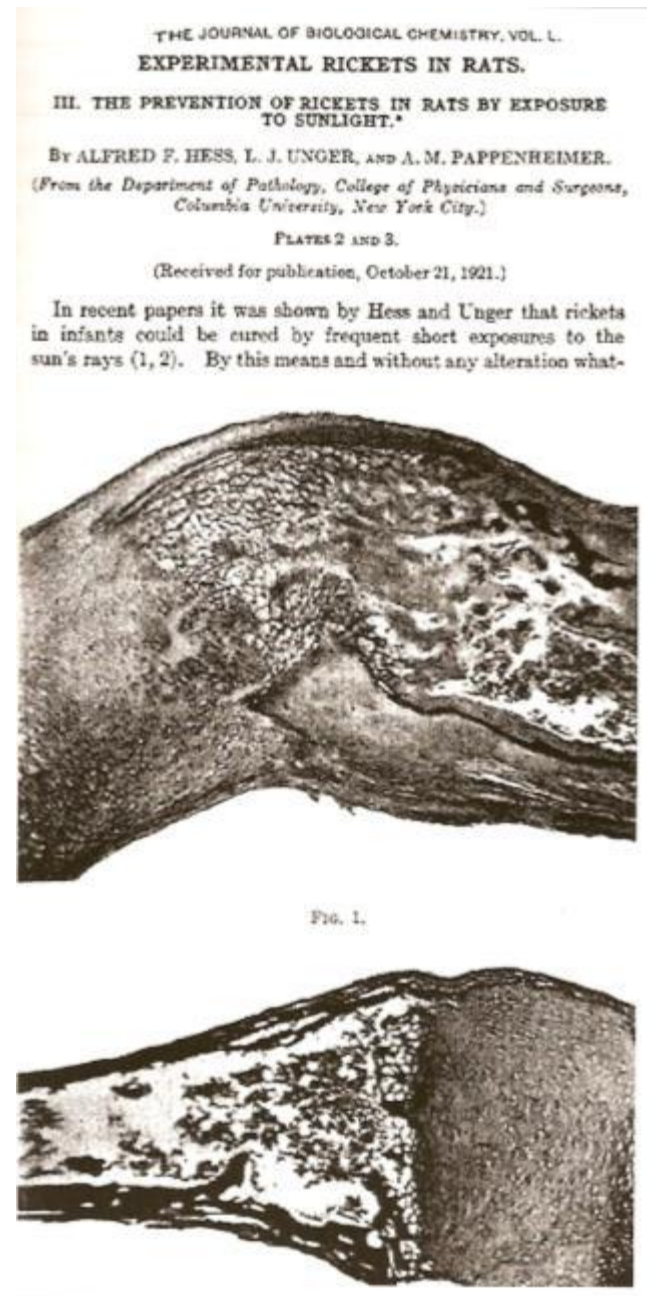 THE JOURNAL OF BIOLOGICAL CHEMISTRY, VOL. L.
EXPERIMENTAL RICKETS IN RATS.
III. THE PREVENTION OF RICKETS IN RATS BY EXPOSURE
TO SUNLIGHT.*
BY ALFRED F. HESS, L. J. UNGER, AND A. M. PAPPENHEIMER.
(From the Department of Pathology, College of Physicians and Surgeons,
Columbia University, New York City.)
PLATES 2 AND 3.
(Received for publication, October 21, 1921.)
In recent papers it was shown by Hess and Unger that rickets
in infants could be cured by frequent short exposures to the
sun's rays (1, 2). By this means and without any alteration what-
FIG. 1.